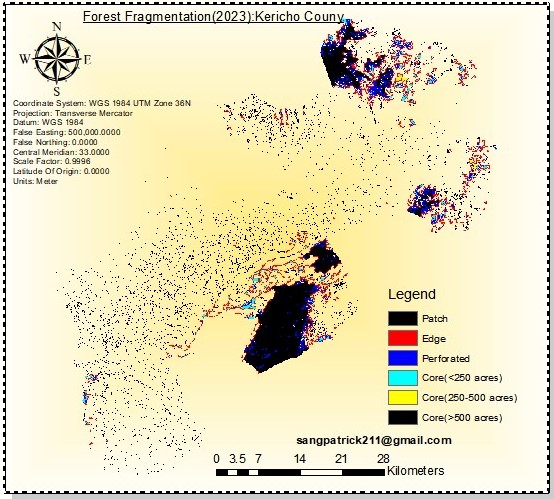 Forest Fragmentation(2023):Kericho Couny
N
W E
S
Coordinate System: WGS 1984 UTM Zone 36N
Projection: Transverse Mercator
Datum: WGS 1984
False Easting: 500,000.0000
False Northing: 0.0000
Central Meridian: 33.0000
Scale Factor: 0.9996
Latitude Of Origin: 0.0000
Units: Meter
Legend
Patch
Edge
Perforated
Core(<250 acres)
Core(250-500 acres)
Core(>500 acres)
sangpatrick211@gmail.com
0 3.5 7 14 21 28
Kilometers